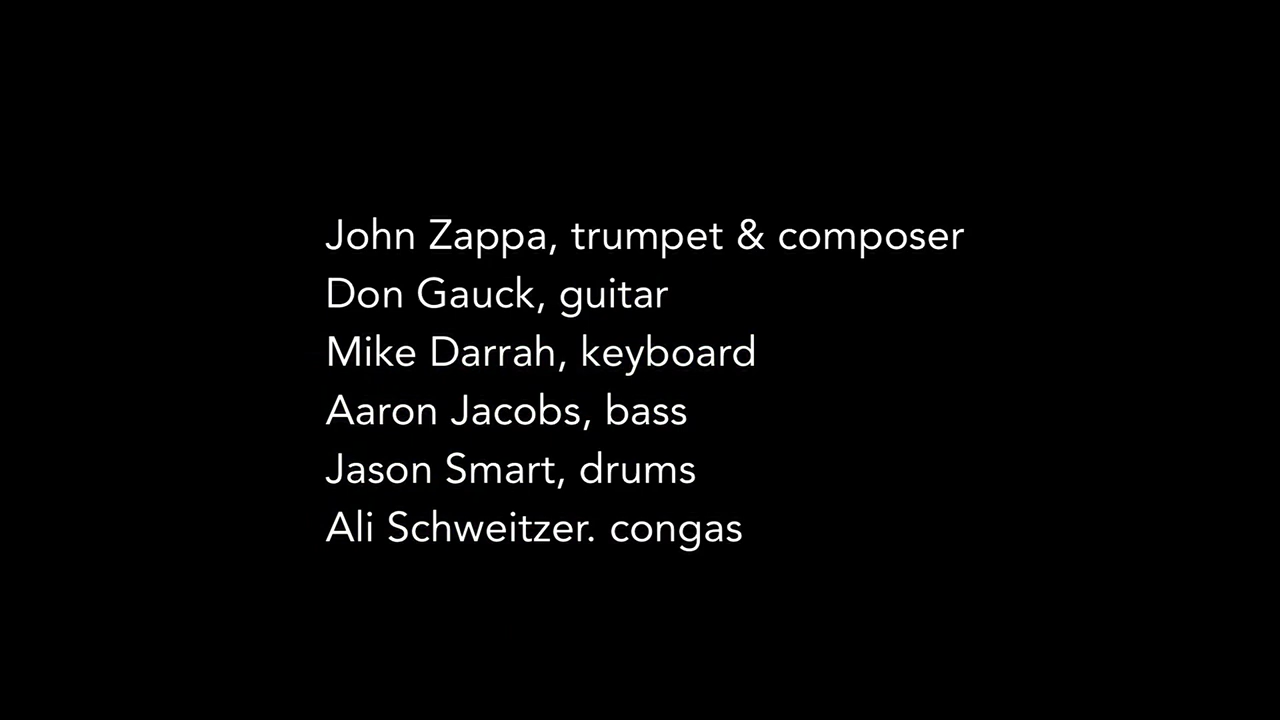 John Zappa, trumpet & composer
Don Gauck, guitar
Mike Darrah, keyboard
Aaron Jacobs, bass
Jason Smart, drums
Ali Schweitzer. congas